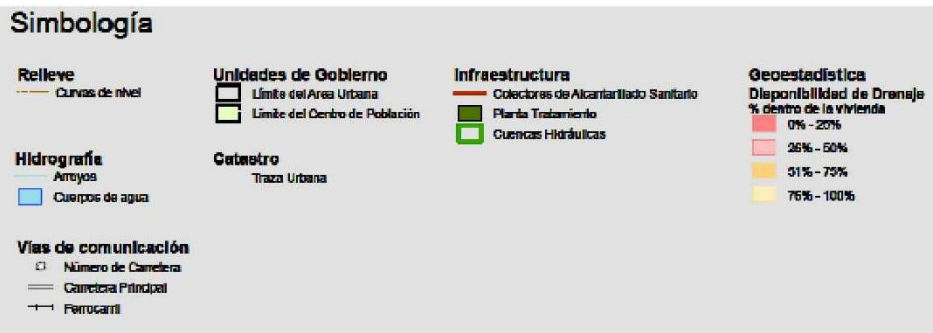 Simbología
Relieve
Curvas de nivel
Hidrografía
Arroyos
Cuerpos de agua
Vías de comunicación
Número de Carretera
Carretera Principal
Ferrocarril
Unidades de Gobierno
Límite del Area Urbana
Límite del Centro de Población
Catastro
Traza Urbana
Infraestructura
Colectores de Alcantarillado Sanitario
Planta Tratamiento
Cuencas Hidráulicas
Geoestadística
Disponibilidad de Drenaje
% dentro de la vivienda
0% - 25%
26% - 50%
51% - 75%
76% - 100%